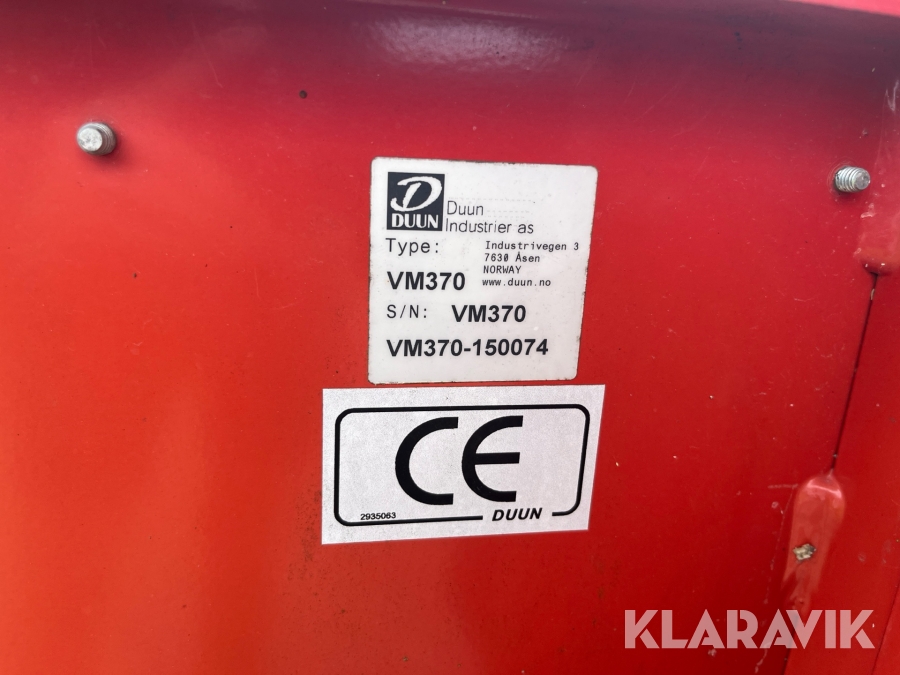 DUUN
Duun
Industrier as
Type:
Industrivegen 3
7630 Åsen
NORWAY
www.duun.no
VM370
S/N: VM370
VM370-150074
CE
2935063
DUUN
KLARAVIK